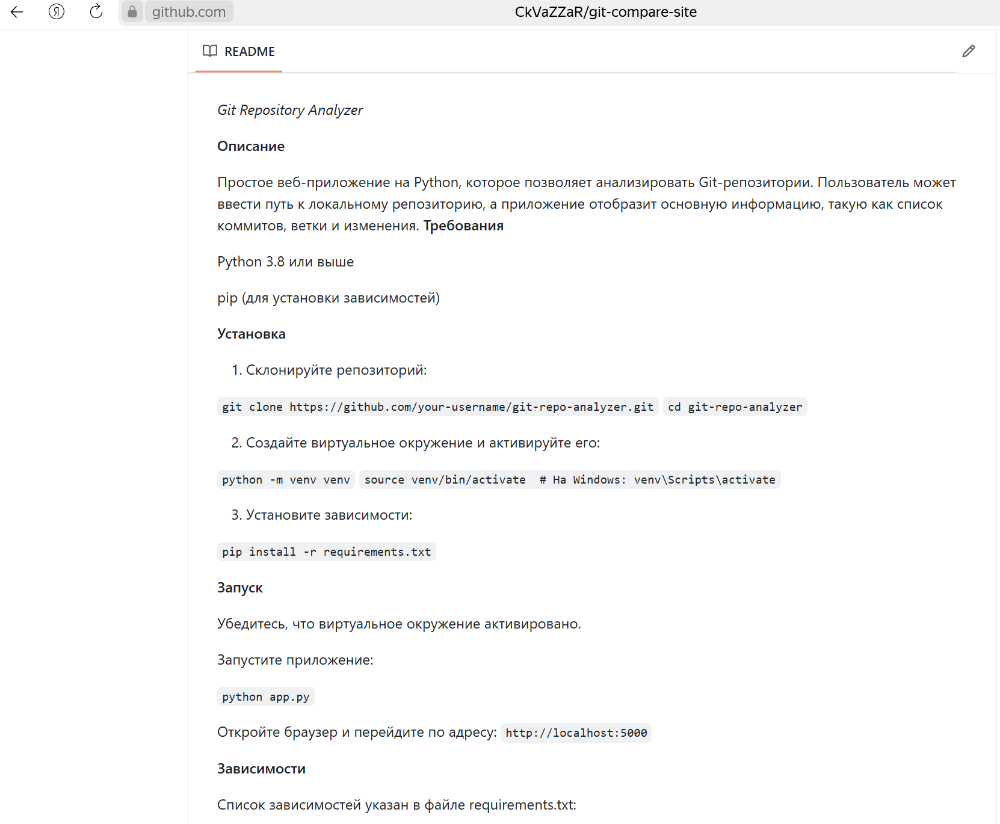 github.com
CkVaZZaR/git-compare-site
README
Git Repository Analyzer
Описание
Простое веб-приложение на Python, которое позволяет анализировать Git-репозитории. Пользователь может
ввести путь к локальному репозиторию, а приложение отобразит основную информацию, такую как список
коммитов, ветки и изменения. Требования
Python 3.8 или выше
pip (для установки зависимостей)
Установка
1. Склонируйте репозиторий:
git clone https://github.com/your-username/git-repo-analyzer.git cd git-repo-analyzer
2. Создайте виртуальное окружение и активируйте его:
python -m venv venv source venv/bin/activate  # На Windows: venv\Scripts\activate
3. Установите зависимости:
pip install -r requirements.txt
Запуск
Убедитесь, что виртуальное окружение активировано.
Запустите приложение:
python app.py
Откройте браузер и перейдите по адресу: http://localhost:5000
Зависимости
Список зависимостей указан в файле requirements.txt: